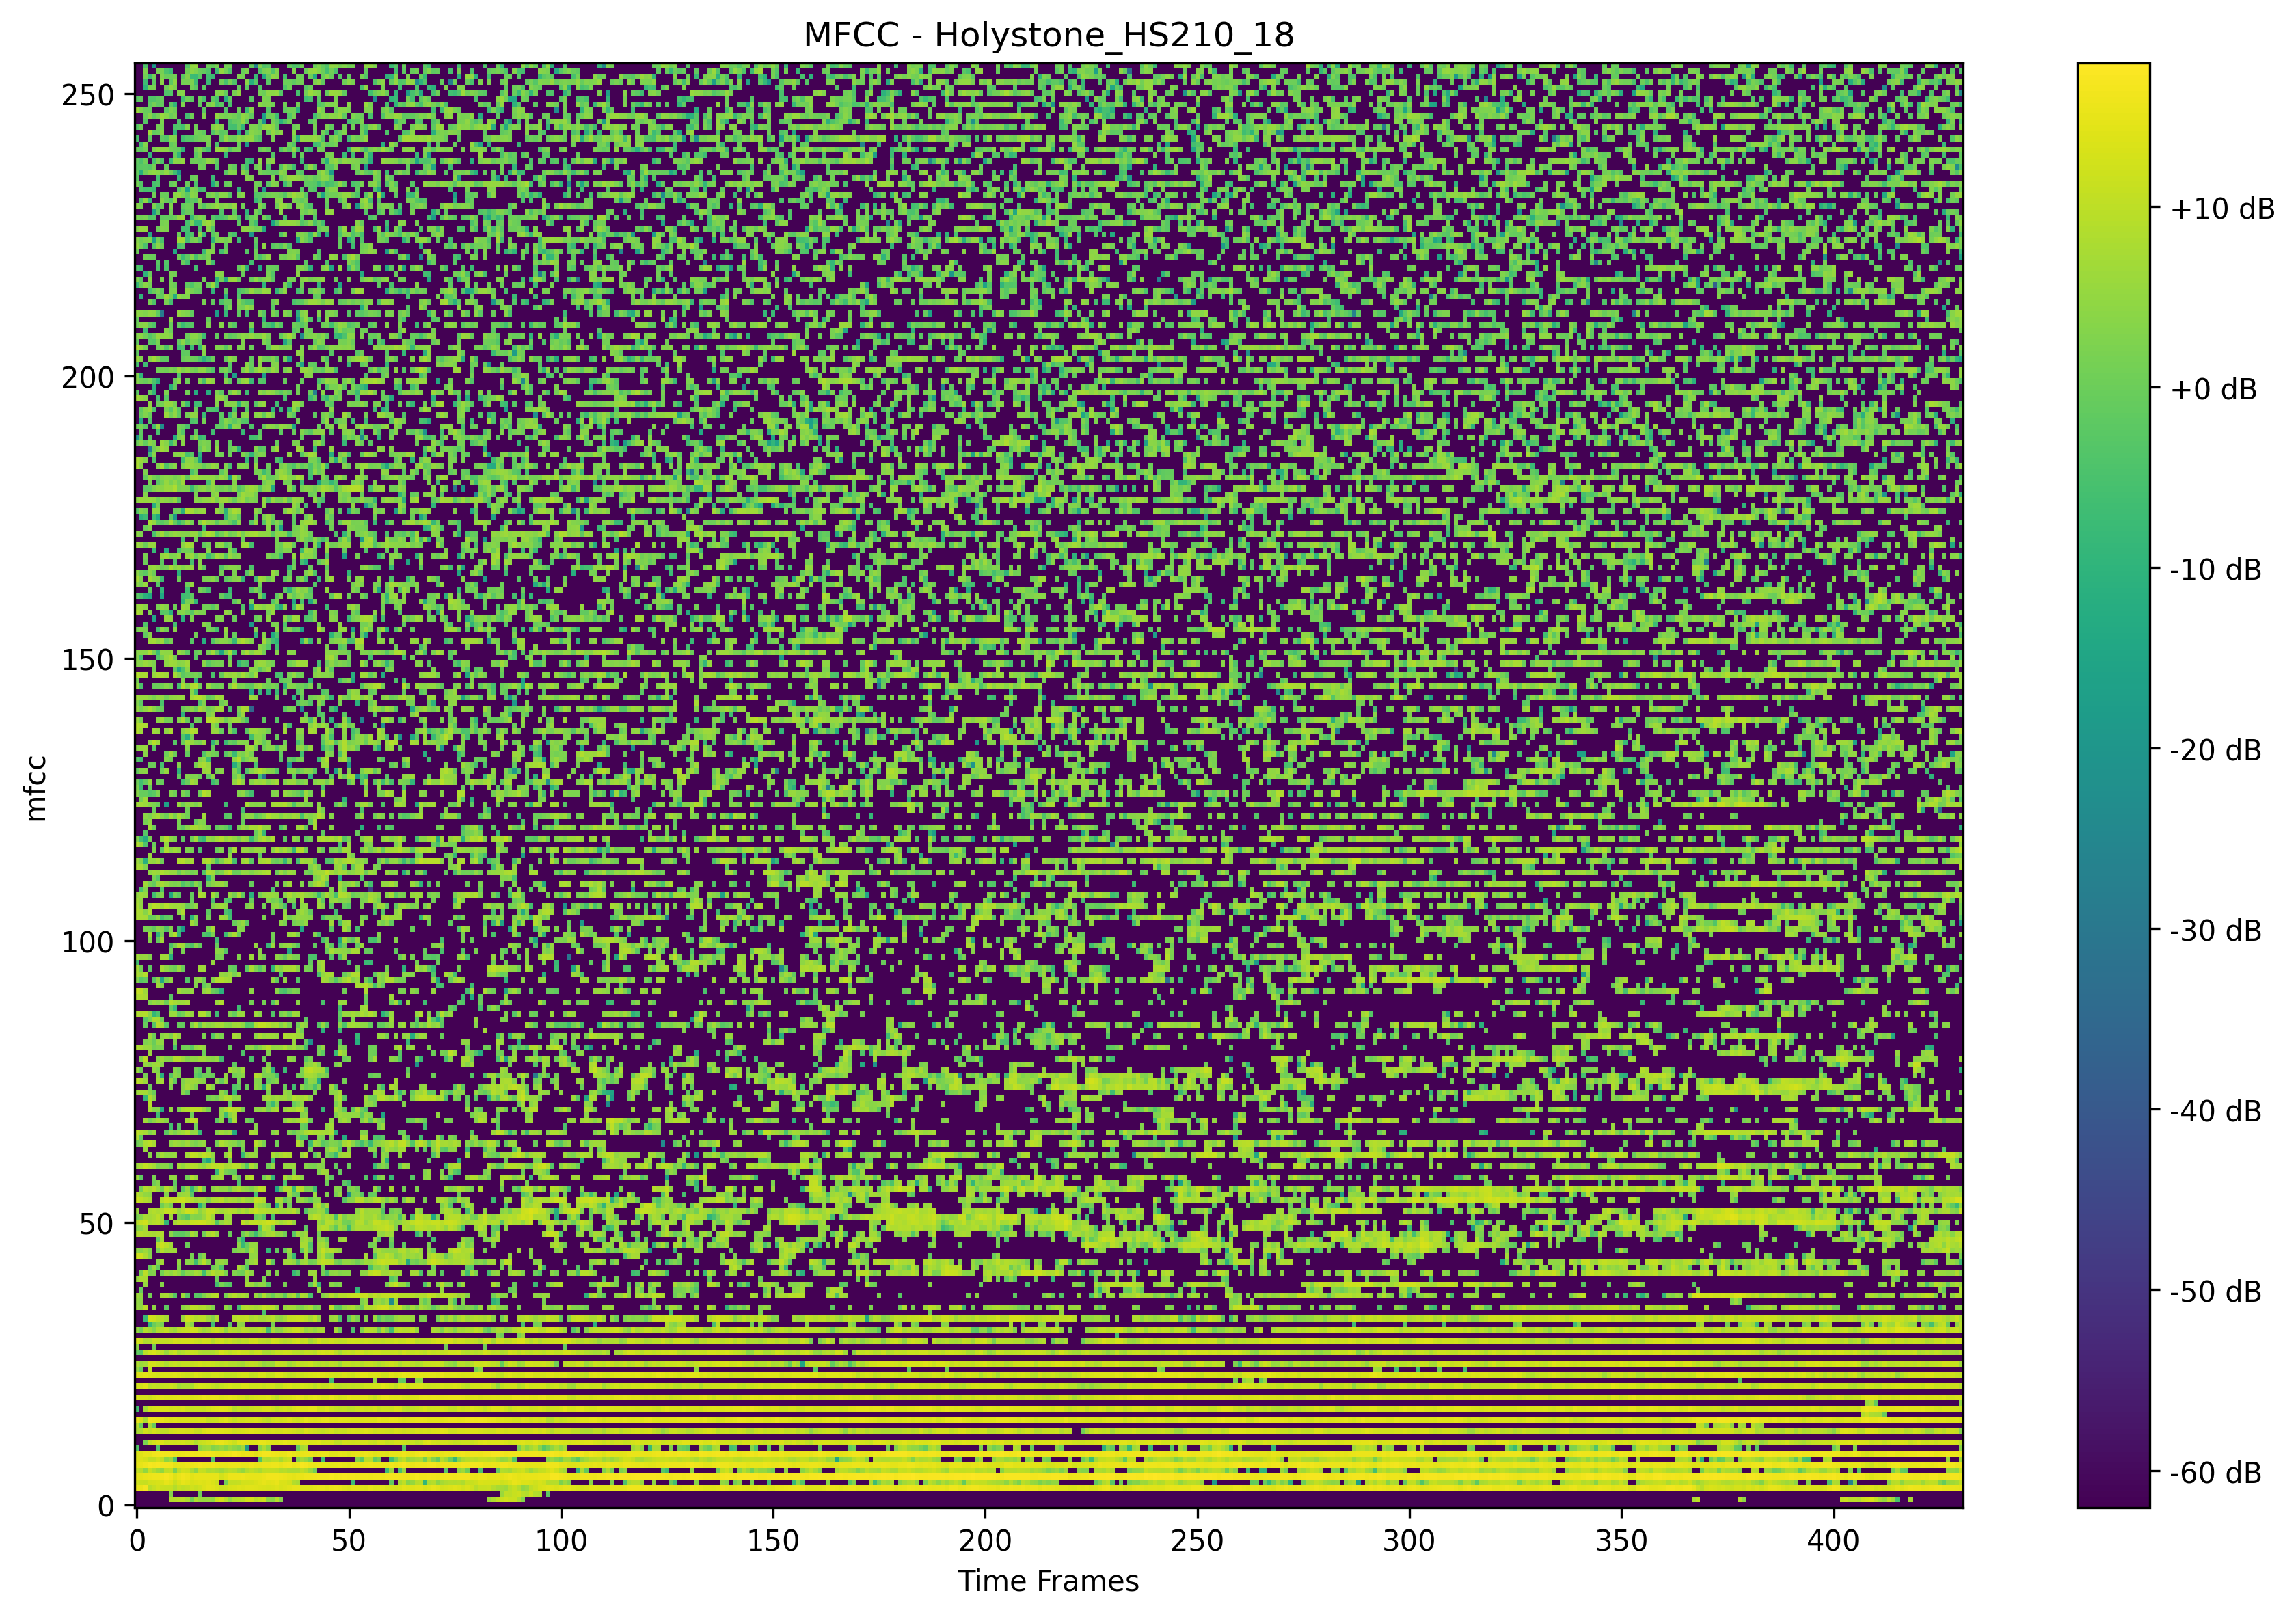 MFCC - Holystone_HS210_18
250
200
150
100
50
0
mfcc
0 50 100 150 200 250 300 350 400
Time Frames
+10 dB
+0 dB
-10 dB
-20 dB
-30 dB
-40 dB
-50 dB
-60 dB